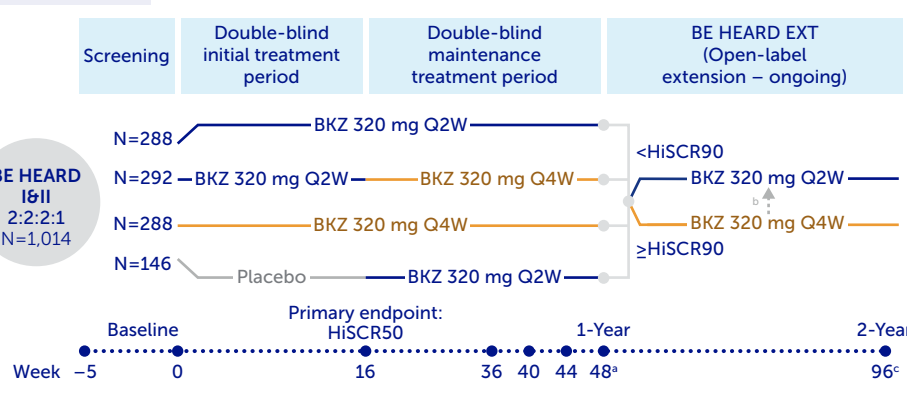 Screening
Double-blind
initial treatment
period
Double-blind
maintenance
treatment period
BE HEARD EXT
(Open-label
extension – ongoing)
BE HEARD
I&II
2:2:2:1
N=1,014
N=288
BKZ 320 mg Q2W
N=292
BKZ 320 mg Q2W
BKZ 320 mg Q4W
N=288
BKZ 320 mg Q4W
N=146
Placebo
BKZ 320 mg Q2W
<HiSCR90
BKZ 320 mg Q2W
b
BKZ 320 mg Q4W
≥HiSCR90
Baseline
Primary endpoint:
HiSCR50
1-Year
2-Year
Week −5 0 16 36 40 44 48ᵃ 96ᶜ